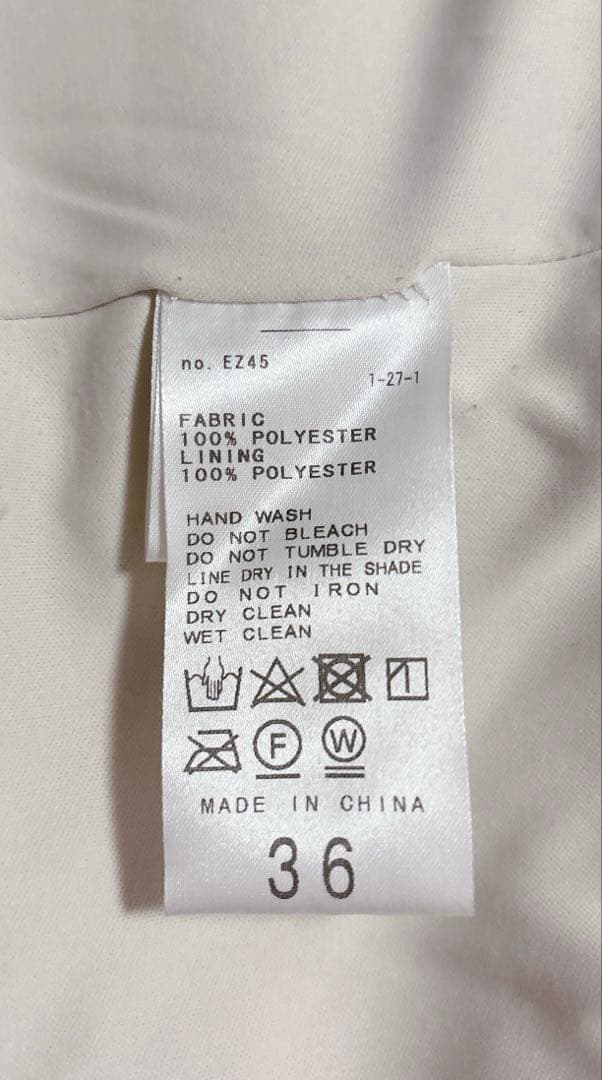 no. EZ45
1-27-1
FABRIC
100% POLYESTER
LINING
100% POLYESTER
HAND WASH
DO NOT BLEACH
DO NOT TUMBLE DRY
LINE DRY IN THE SHADE
DO NOT IRON
DRY CLEAN
WET CLEAN
F W
MADE IN CHINA
36